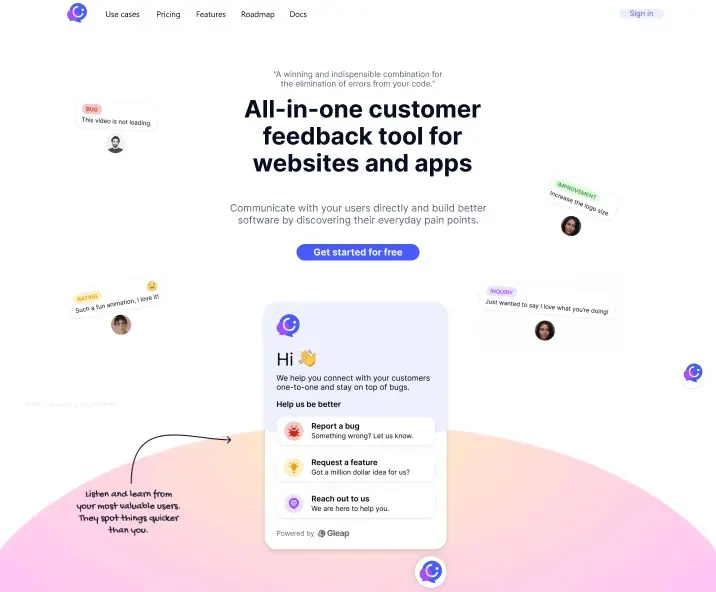 Use cases Pricing Features Roadmap Docs Sign in
“A winning and indispensible combination for
the elimination of errors from your code.”
All-in-one customer
feedback tool for
websites and apps
BUG
This video is not loading.
IMPROVEMENT
Increase the logo size
Communicate with your users directly and build better
software by discovering their everyday pain points.
Get started for free
RATING
Such a fun animation, I love it!
INQUIRY
Just wanted to say I love what you're doing!
Hi
We help you connect with your customers
one-to-one and stay on top of bugs.
Help us be better
Report a bug
Something wrong? Let us know.
Request a feature
Got a million dollar idea for us?
Reach out to us
We are here to help you.
Powered by Gleap
Listen and learn from
your most valuable users.
They spot things quicker
than you.